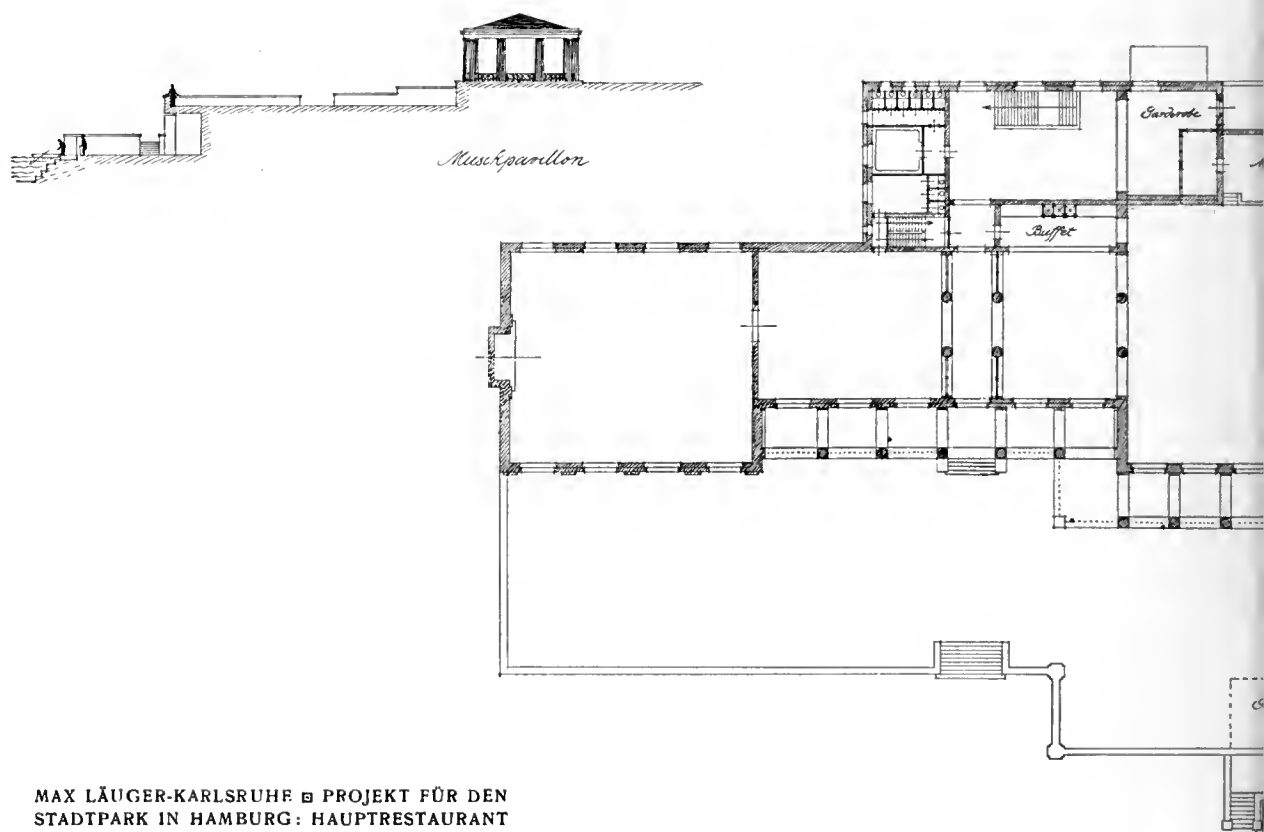 Musikpavillon
Garderobe
Buffet
MAX LÄUGER-KARLSRUHE ⊡ PROJEKT FÜR DEN
STADTPARK IN HAMBURG: HAUPTRESTAURANT